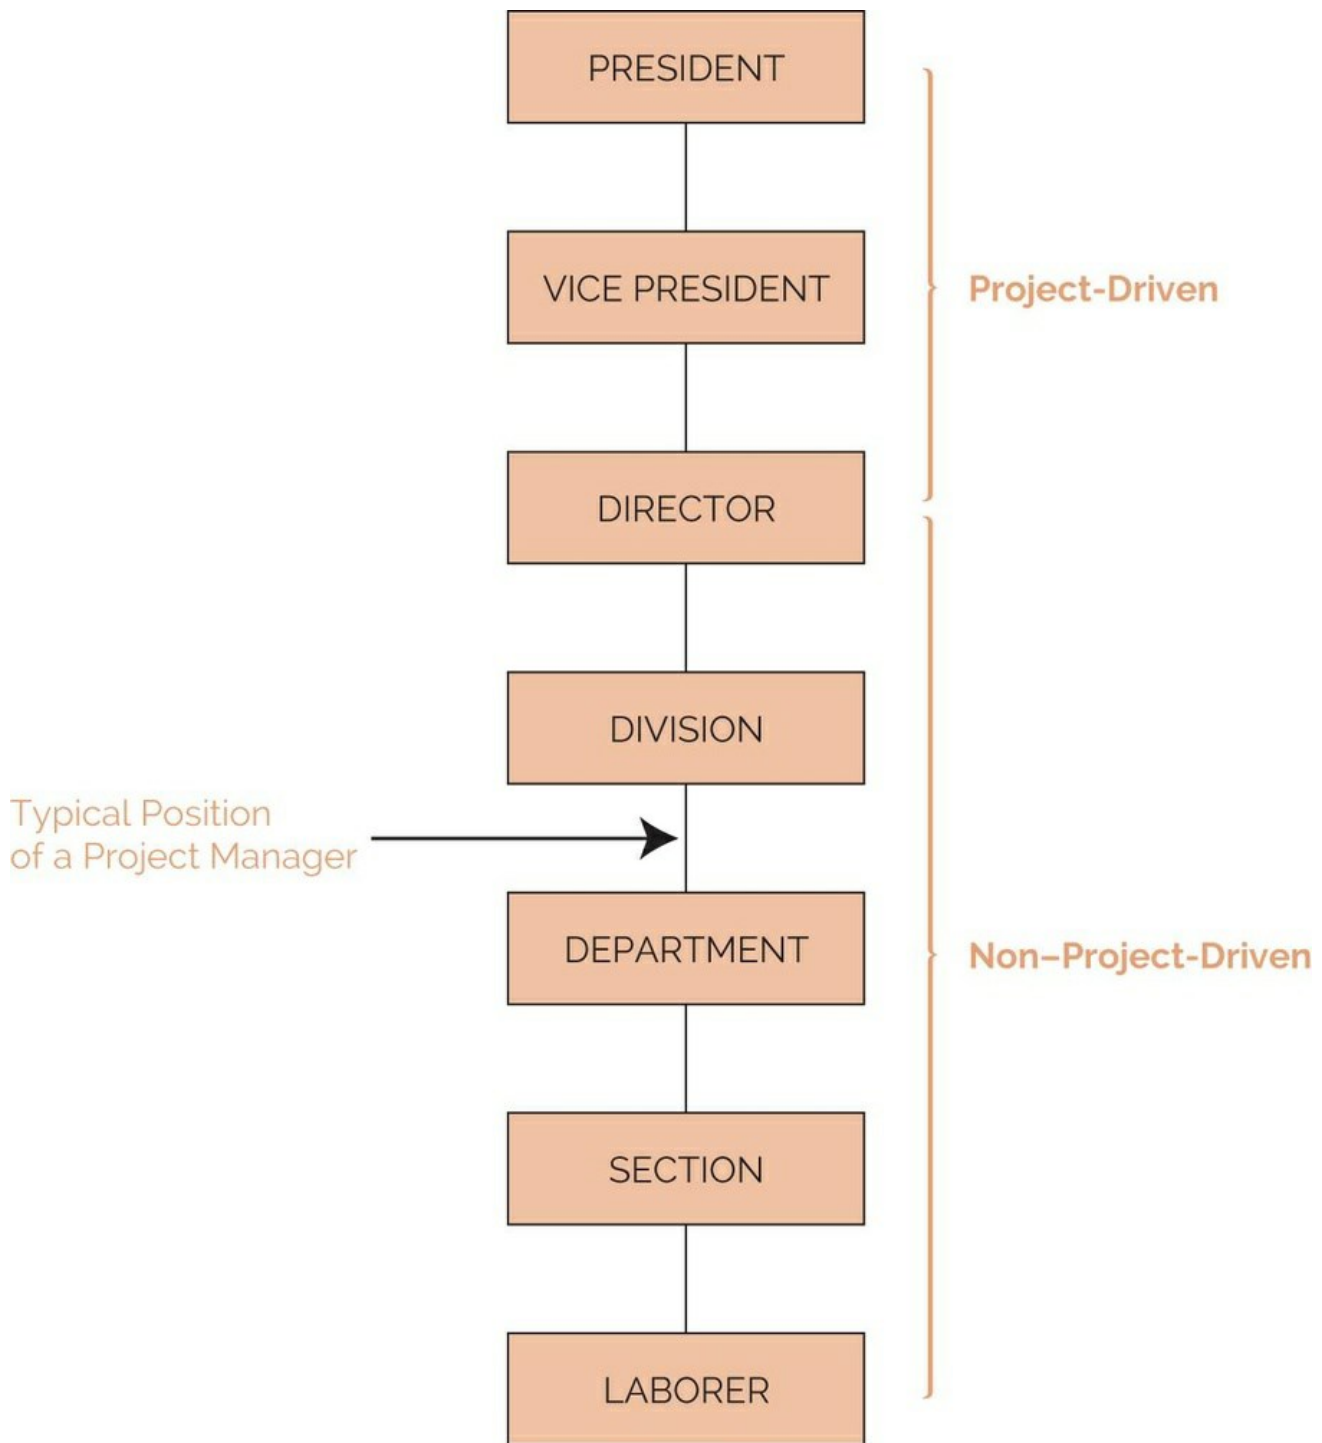 PRESIDENT
VICE PRESIDENT
Project-Driven
DIRECTOR
DIVISION
Typical Position
of a Project Manager
DEPARTMENT
Non–Project-Driven
SECTION
LABORER